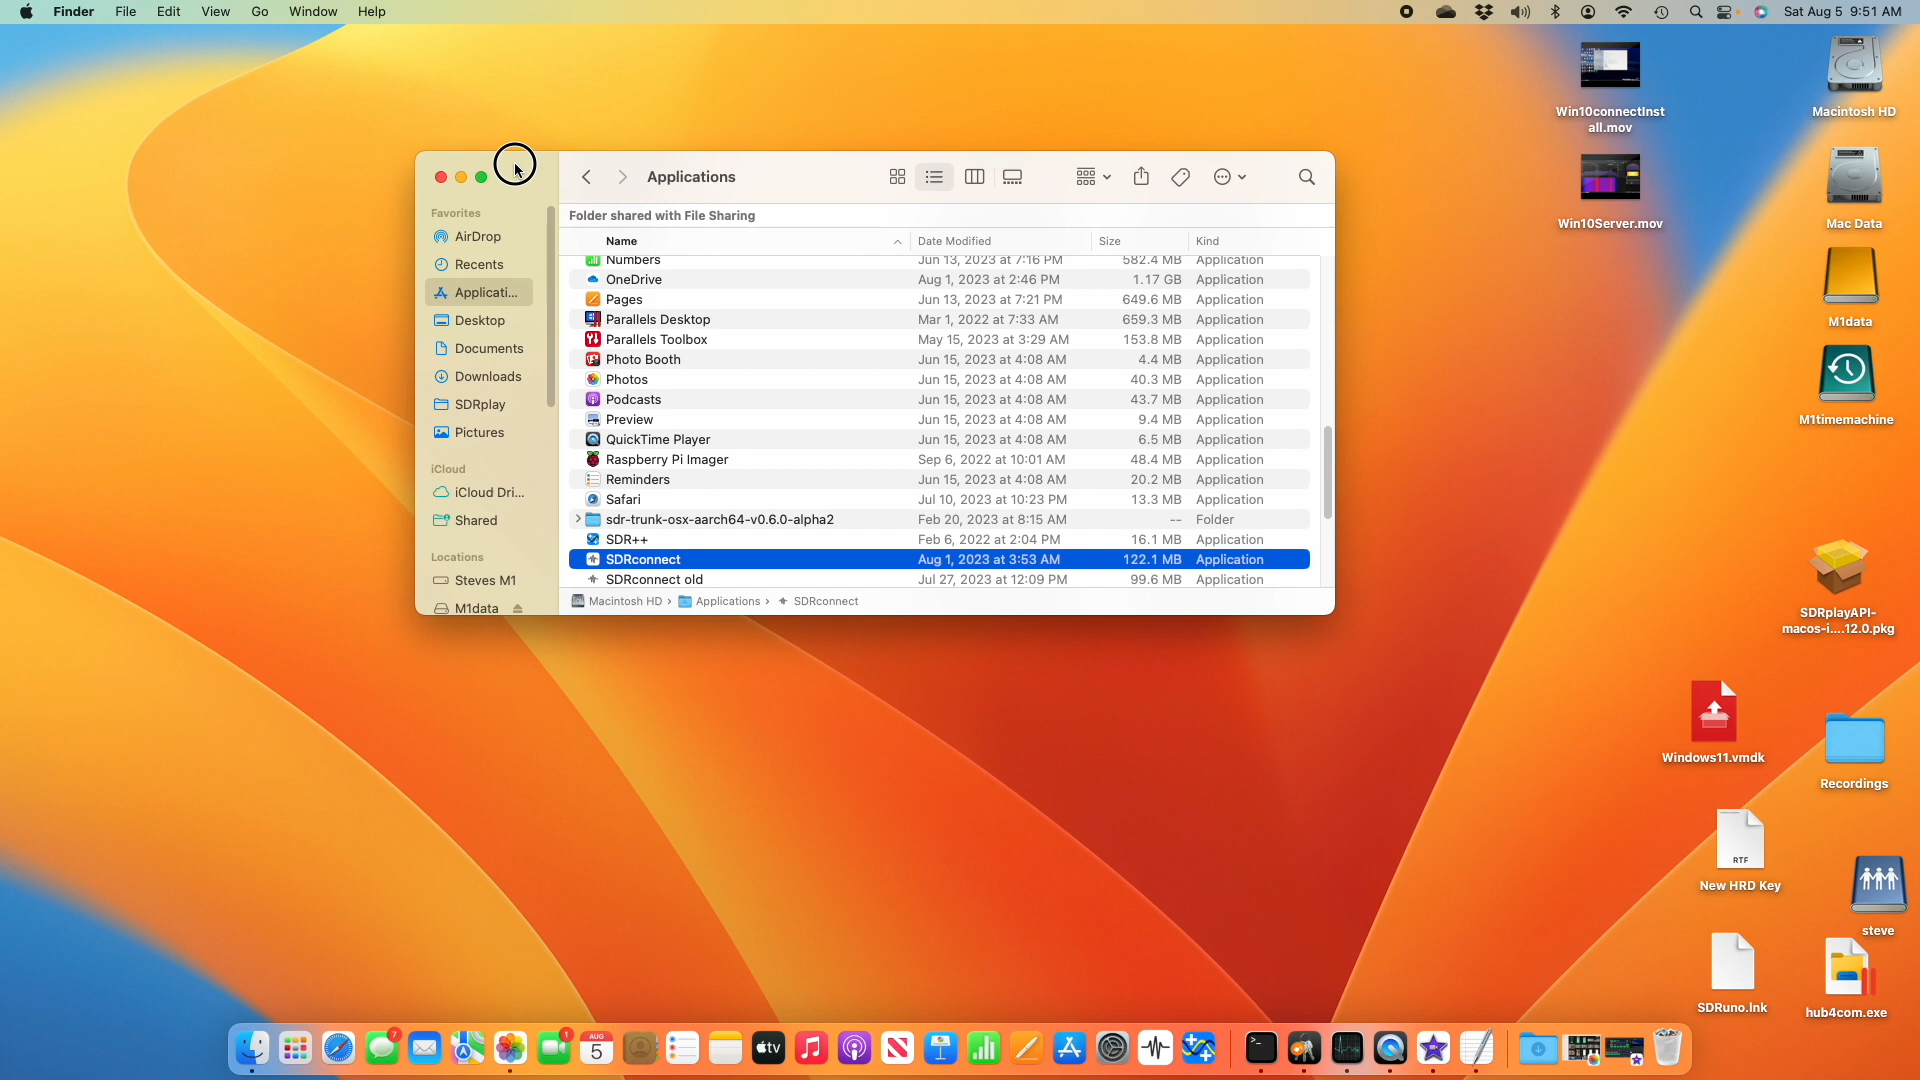 Finder File Edit View Go Window Help
Sat Aug 5 9:51 AM
Win10connectInst
all.mov
Macintosh HD
Win10Server.mov
Mac Data
M1data
M1timemachine
SDRplayAPI-
macos-i....12.0.pkg
Windows11.vmdk
Recordings
RTF
New HRD Key
steve
SDRuno.lnk
hub4com.exe
Applications
Folder shared with File Sharing
Favorites
AirDrop
Recents
Applicati...
Desktop
Documents
Downloads
SDRplay
Pictures
iCloud
iCloud Dri...
Shared
Locations
Steves M1
M1data
Name Date Modified Size Kind
Numbers Jun 13, 2023 at 7:16 PM 582.4 MB Application
OneDrive Aug 1, 2023 at 2:46 PM 1.17 GB Application
Pages Jun 13, 2023 at 7:21 PM 649.6 MB Application
Parallels Desktop Mar 1, 2022 at 7:33 AM 659.3 MB Application
Parallels Toolbox May 15, 2023 at 3:29 AM 153.8 MB Application
Photo Booth Jun 15, 2023 at 4:08 AM 4.4 MB Application
Photos Jun 15, 2023 at 4:08 AM 40.3 MB Application
Podcasts Jun 15, 2023 at 4:08 AM 43.7 MB Application
Preview Jun 15, 2023 at 4:08 AM 9.4 MB Application
QuickTime Player Jun 15, 2023 at 4:08 AM 6.5 MB Application
Raspberry Pi Imager Sep 6, 2022 at 10:01 AM 48.4 MB Application
Reminders Jun 15, 2023 at 4:08 AM 20.2 MB Application
Safari Jul 10, 2023 at 10:23 PM 13.3 MB Application
sdr-trunk-osx-aarch64-v0.6.0-alpha2 Feb 20, 2023 at 8:15 AM -- Folder
SDR++ Feb 6, 2022 at 2:04 PM 16.1 MB Application
SDRconnect Aug 1, 2023 at 3:53 AM 122.1 MB Application
SDRconnect old Jul 27, 2023 at 12:09 PM 99.6 MB Application
Macintosh HD › Applications › SDRconnect
7
1
AUG
5
tv